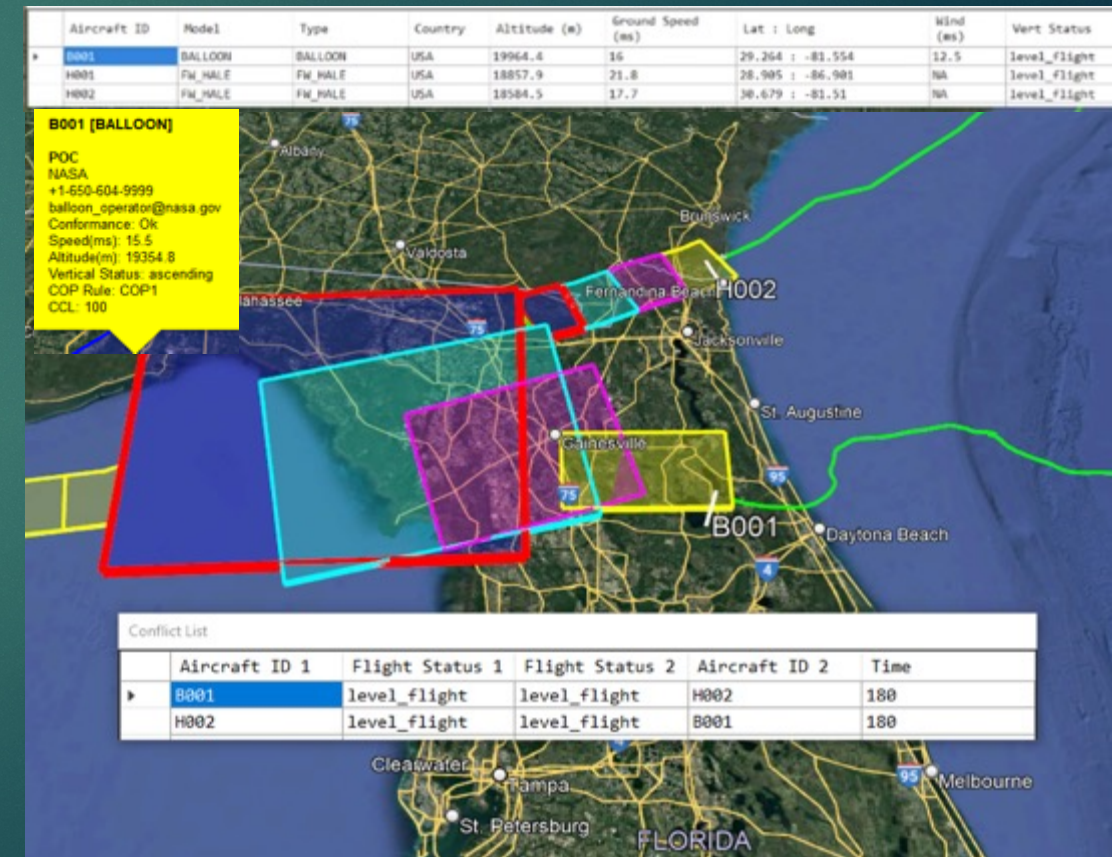 Aircraft ID Model Type Country Altitude (m) Ground Speed (ms) Lat : Long Wind (ms) Vert Status
B001 BALLOON BALLOON USA 19964.4 16 29.264 : -81.554 12.5 level_flight
H001 FW_HALE FW_HALE USA 18857.9 21.8 28.905 : -86.901 NA level_flight
H002 FW_HALE FW_HALE USA 18584.5 17.7 30.679 : -81.51 NA level_flight
B001 [BALLOON]
POC
NASA
+1-650-604-9999
balloon_operator@nasa.gov
Conformance: Ok
Speed(ms): 15.5
Altitude(m): 19354.8
Vertical Status: ascending
COP Rule: COP1
CCL: 100
75
Albany
Brunswick
Valdosta
lahassee
Fernandina Beach
H002
75
Jacksonville
St. Augustine
Gainesville
95
75
B001
Daytona Beach
4
Conflict List
Aircraft ID 1 Flight Status 1 Flight Status 2 Aircraft ID 2 Time
B001 level_flight level_flight H002 180
H002 level_flight level_flight B001 180
4
Clearwater
Tampa
95
Melbourne
St. Petersburg
FLORIDA